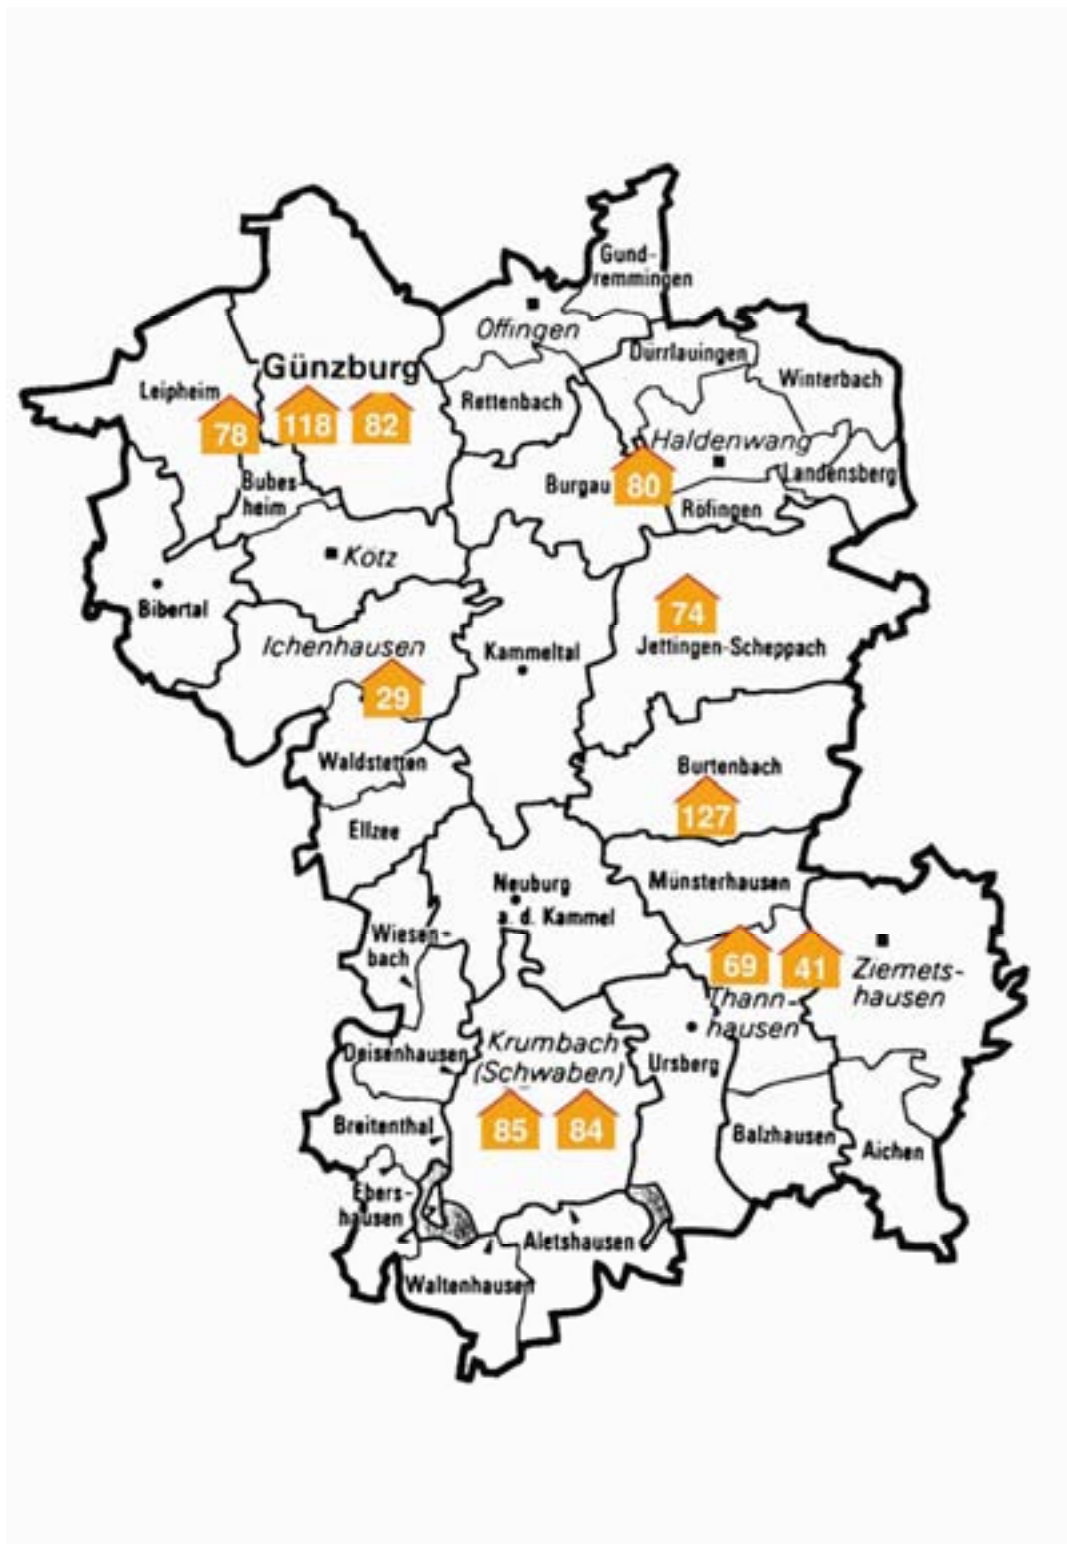 Gund-
remmingen
Offingen
Dürrlauingen
Günzburg
Winterbach
Leipheim
Rettenbach
78
118
82
Haldenwang
Landensberg
Bubes-
heim
Burgau
80
Röfingen
Kötz
Bibertal
74
Ichenhausen
Kammeltal
Jettingen-Scheppach
29
Waldstetten
Burtenbach
127
Ellzee
Neuburg
a. d. Kammel
Münsterhausen
Wiesen-
bach
69
41
Ziemets-
hausen
Thann-
hausen
Krumbach
(Schwaben)
Deisenhausen
Ursberg
85
84
Breitenthal
Balzhausen
Aichen
Ebers-
hausen
Aletshausen
Waltenhausen